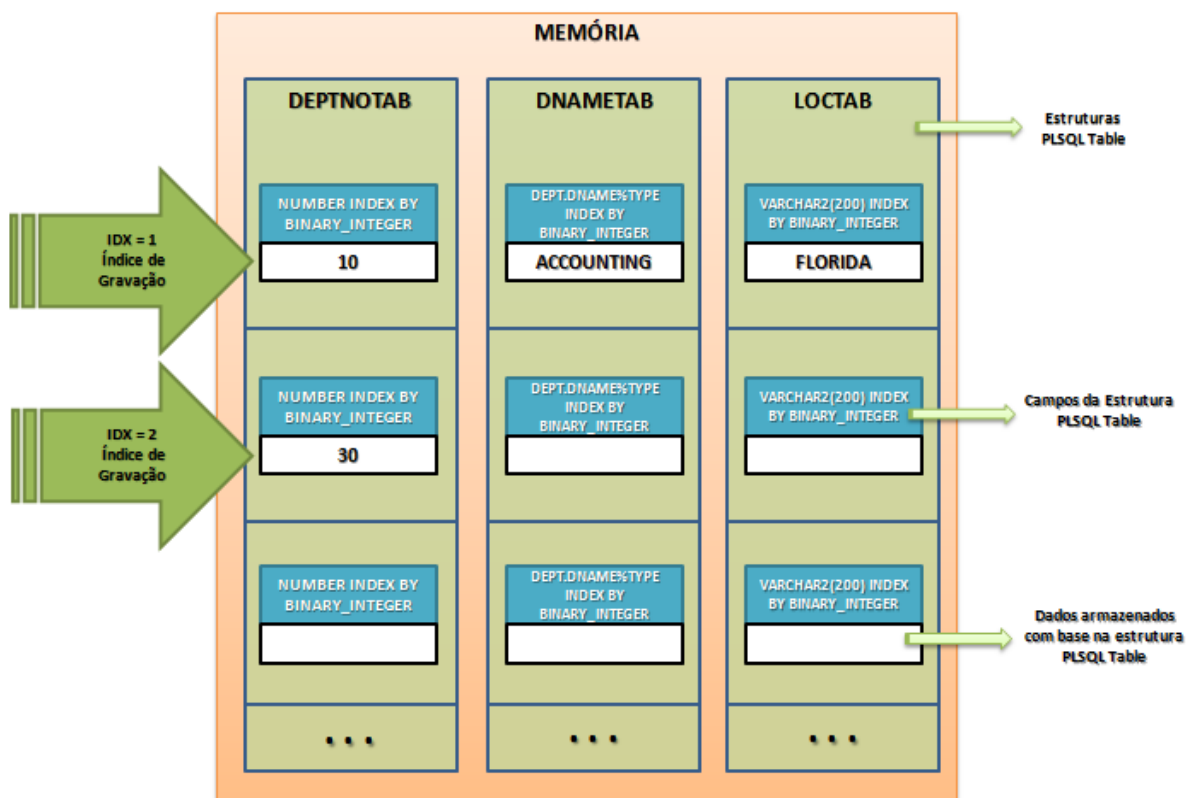 MEMÓRIA
DEPTNOTAB
DNAMETAB
LOCTAB
Estruturas
PLSQL Table
IDX = 1
Índice de
Gravação
NUMBER INDEX BY
BINARY_INTEGER
10
DEPT.DNAME%TYPE
INDEX BY
BINARY_INTEGER
ACCOUNTING
VARCHAR2(200) INDEX
BY BINARY_INTEGER
FLORIDA
IDX = 2
Índice de
Gravação
NUMBER INDEX BY
BINARY_INTEGER
30
DEPT.DNAME%TYPE
INDEX BY
BINARY_INTEGER
VARCHAR2(200) INDEX
BY BINARY_INTEGER
Campos da Estrutura
PLSQL Table
NUMBER INDEX BY
BINARY_INTEGER
DEPT.DNAME%TYPE
INDEX BY
BINARY_INTEGER
VARCHAR2(200) INDEX
BY BINARY_INTEGER
Dados armazenados
com base na estrutura
PLSQL Table
. . .
. . .
. . .